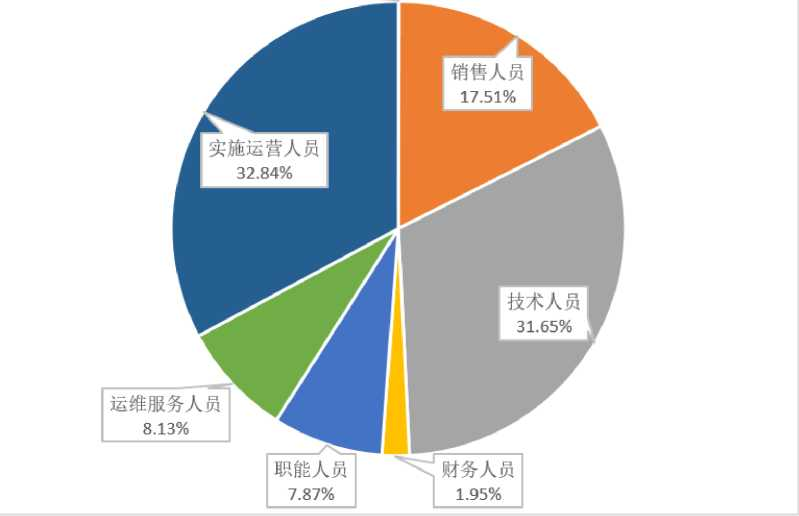 销售人员
17.51%
实施运营人员
32.84%
技术人员
31.65%
运维服务人员
8.13%
职能人员
7.87%
财务人员
1.95%